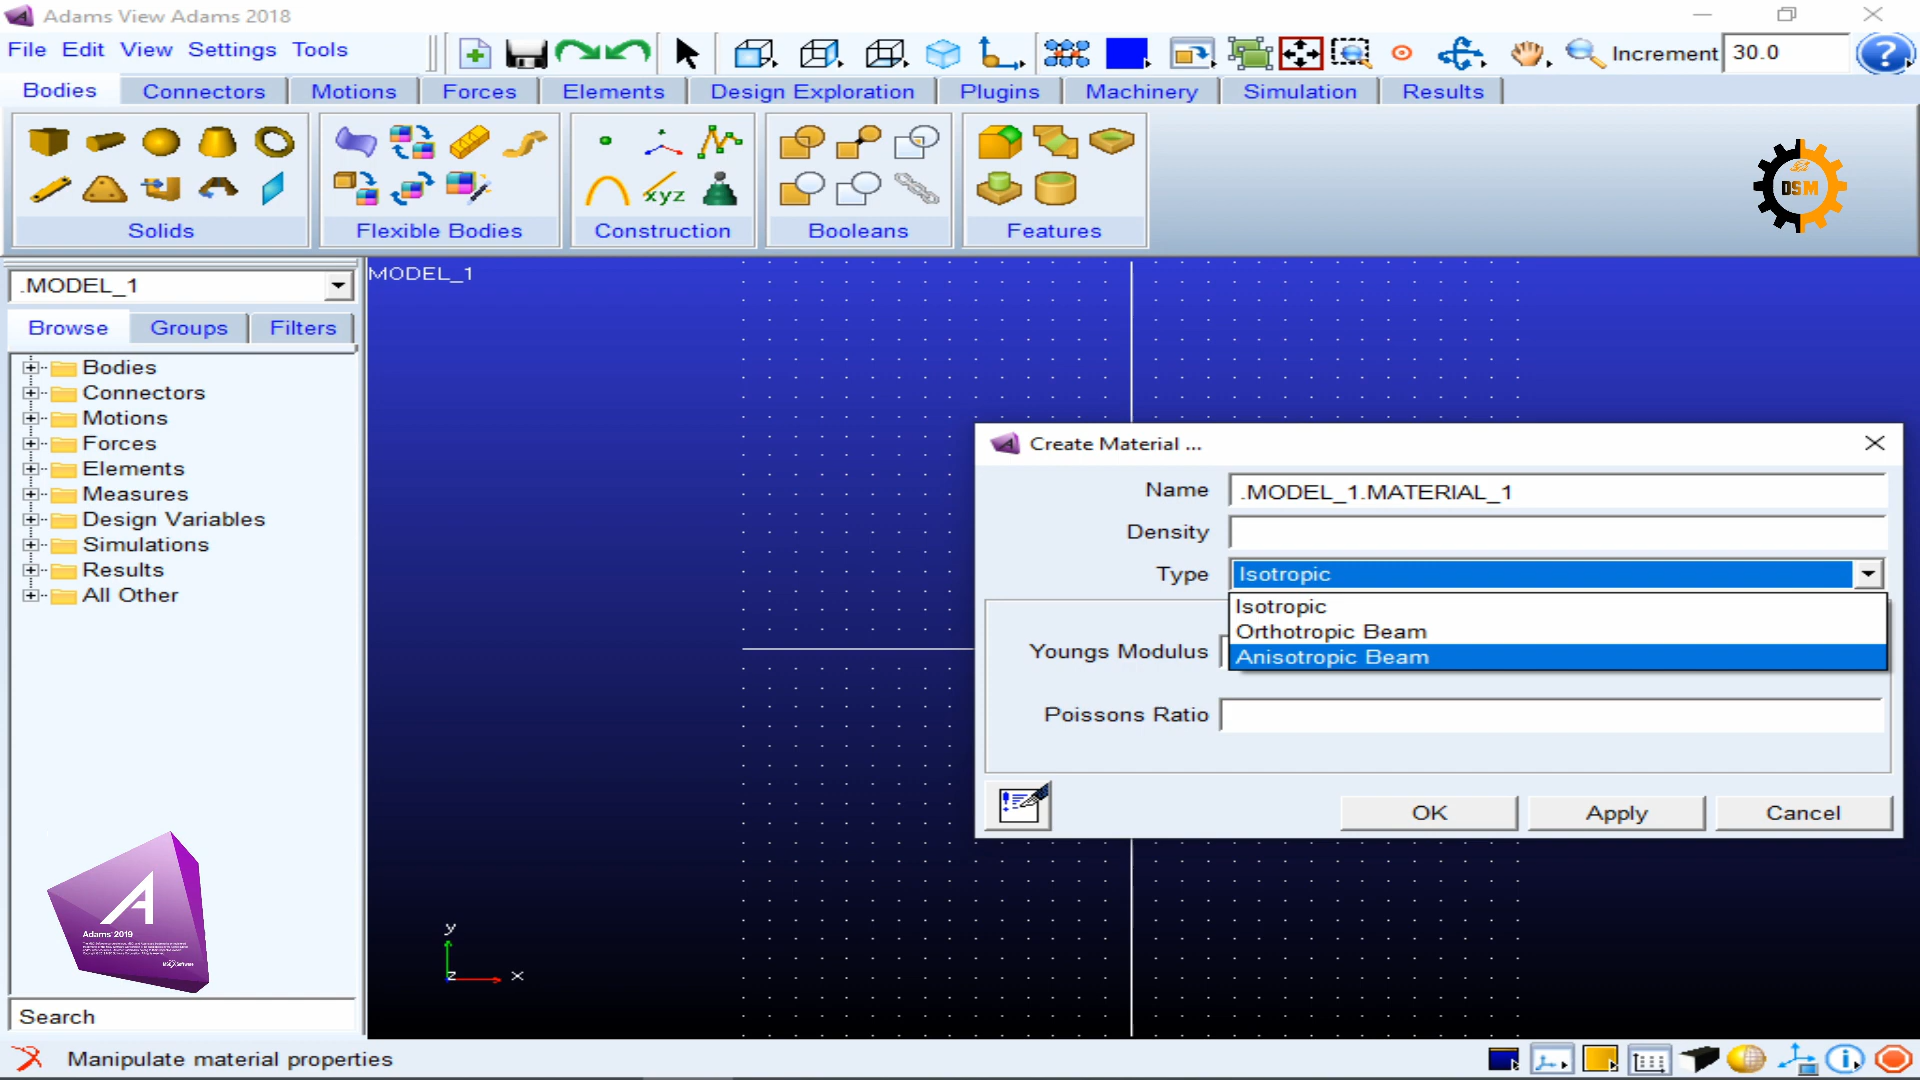 Adams View Adams 2018
File Edit View Settings Tools
Increment 30.0
Bodies Connectors Motions Forces Elements Design Exploration Plugins Machinery Simulation Results
xyz
DSM
Solids Flexible Bodies Construction Booleans Features
.MODEL_1
MODEL_1
Browse Groups Filters
Bodies
Connectors
Motions
Forces
Elements
Measures
Design Variables
Simulations
Results
All Other
Create Material ...
Name .MODEL_1.MATERIAL_1
Density
Type Isotropic
Isotropic
Orthotropic Beam
Anisotropic Beam
Youngs Modulus
Poissons Ratio
OK Apply Cancel
A
Adams 2019
y
z x
Search
Manipulate material properties